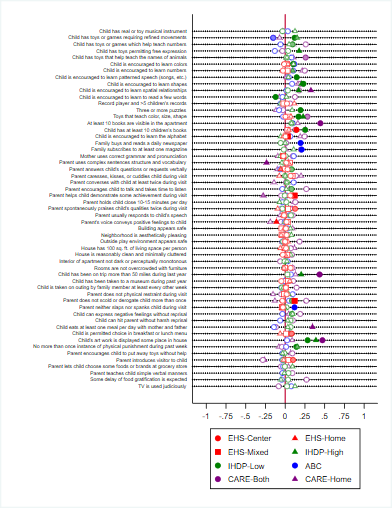 Child has real or toy musical instrument
Child has toys or games requiring refined movements
Child has toys or games which help teach numbers
Child has toys permitting free expression
Child has toys that help teach the names of animals
Child is encouraged to learn colors
Child is encouraged to learn numbers
Child is encouraged to learn patterned speech (songs, etc.)
Child is encouraged to learn shapes
Child is encouraged to learn spatial relationships
Child is encouraged to learn to read a few words
Record player and >5 children's records
Three or more puzzles
Toys that teach color, size, shape
At least 10 books are visible in the apartment
Child has at least 10 children's books
Child is encouraged to learn the alphabet
Family buys and reads a daily newspaper
Family subscribes to at least one magazine
Mother uses correct grammar and pronunciation
Parent uses complex sentence structure and vocabulary
Parent answers child's questions or requests verbally
Parent caresses, kisses, or cuddles child during visit
Parent converses with child at least twice during visit
Parent encourages child to talk and takes time to listen
Parent helps child demonstrate some achievement during visit
Parent holds child close 10-15 minutes per day
Parent spontaneously praises child's qualities twice during visit
Parent usually responds to child's speech
Parent's voice conveys positive feelings to child
Building appears safe
Neighborhood is aesthetically pleasing
Outside play environment appears safe
House has 100 sq. ft. of living space per person
House is reasonably clean and minimally cluttered
Interior of apartment not dark or perceptually monotonous
Rooms are not overcrowded with furniture
Child has been on trip more than 50 miles during last year
Child has been taken to a museum during past year
Child is taken on outing by family member at least every other week
Parent does not physical restraint during visit
Parent does not scold or derogate child more than once
Parent neither slaps nor spanks child during visit
Child can express negative feelings without reprisal
Child can hit parent without harsh reprisal
Child eats at least one meal per day with mother and father
Child is permitted choice in breakfast or lunch menu
Child's art work is displayed some place in house
No more than once instance of physical punishment during past week
Parent encourages child to put away toys without help
Parent introduces visitor to child
Parent lets child choose some foods or brands at grocery store
Parent teaches child simple verbal manners
Some delay of food gratification is expected
TV is used judiciously
-1 -.75 -.5 -.25 0 .25 .5 .75 1
EHS-Center EHS-Home
EHS-Mixed IHDP-High
IHDP-Low ABC
CARE-Both CARE-Home